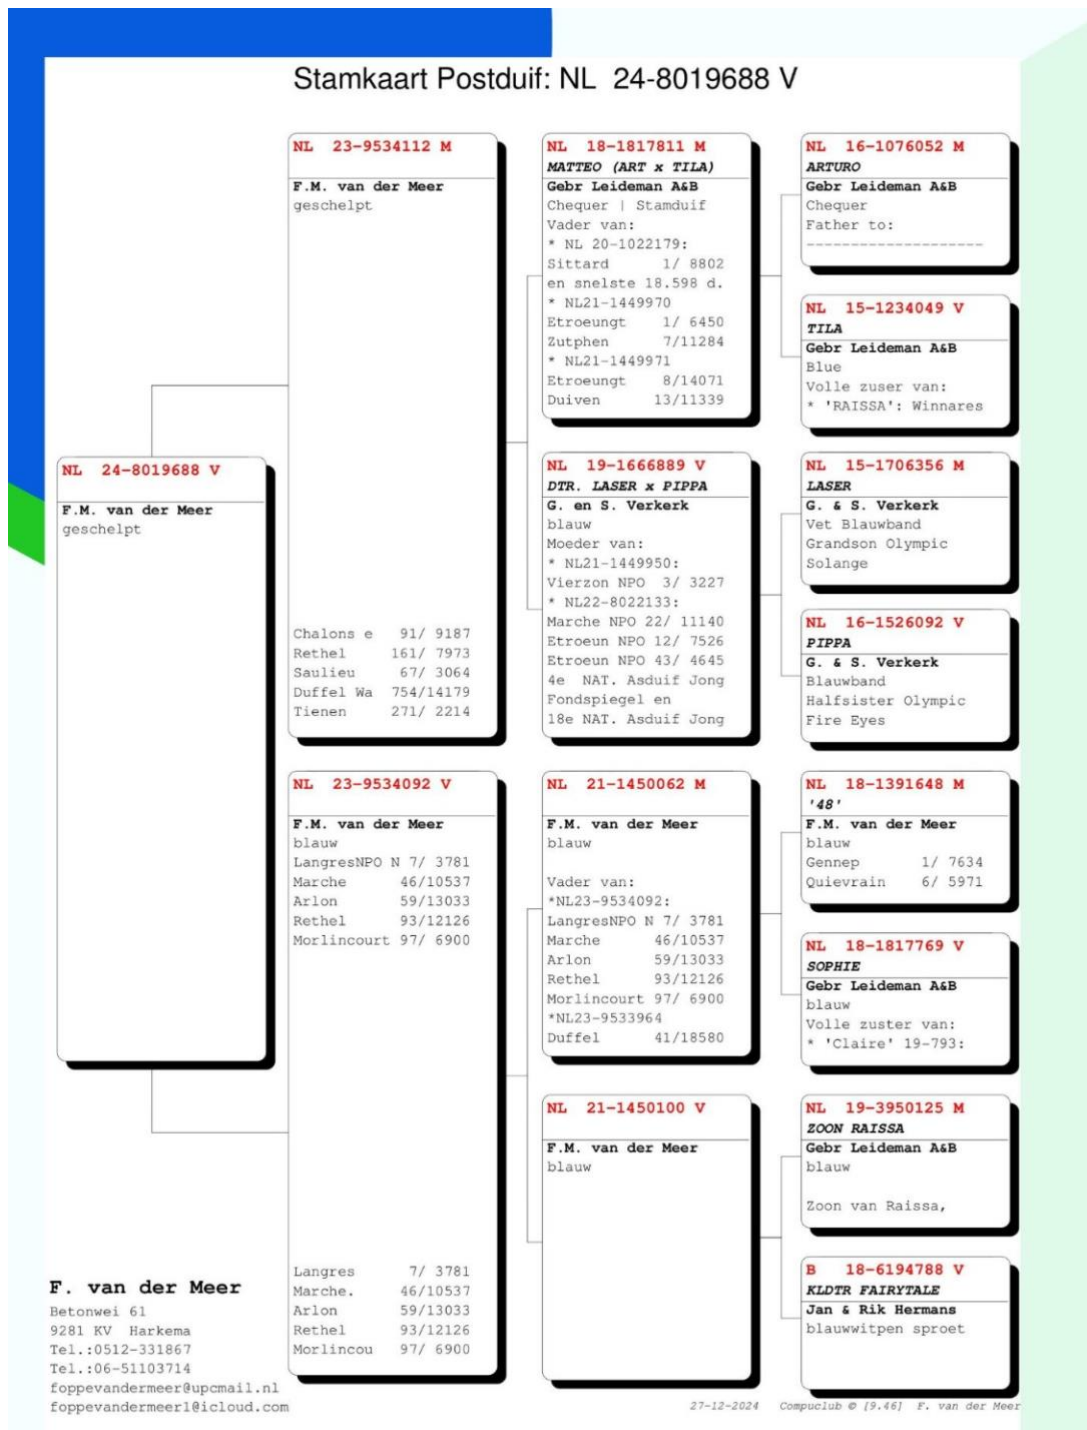 Stamkaart Postduif: NL 24-8019688 V
NL 24-8019688 V
F.M. van der Meer
geschelpt
NL 23-9534112 M
F.M. van der Meer
geschelpt
Chalons e 91/ 9187
Rethel 161/ 7973
Saulieu 67/ 3064
Duffel Wa 754/14179
Tienen 271/ 2214
NL 23-9534092 V
F.M. van der Meer
blauw
LangresNPO N 7/ 3781
Marche 46/10537
Arlon 59/13033
Rethel 93/12126
Morlincourt 97/ 6900
Langres 7/ 3781
Marche. 46/10537
Arlon 59/13033
Rethel 93/12126
Morlincou 97/ 6900
NL 18-1817811 M
MATTEO (ART x TILA)
Gebr Leideman A&B
Chequer | Stamduif
Vader van:
* NL 20-1022179:
Sittard 1/ 8802
en snelste 18.598 d.
* NL21-1449970
Etroeungt 1/ 6450
Zutphen 7/11284
* NL21-1449971
Etroeungt 8/14071
Duiven 13/11339
NL 19-1666889 V
DTR. LASER x PIPPA
G. en S. Verkerk
blauw
Moeder van:
* NL21-1449950:
Vierzon NPO 3/ 3227
* NL22-8022133:
Marche NPO 22/ 11140
Etroeun NPO 12/ 7526
Etroeun NPO 43/ 4645
4e NAT. Asduif Jong
Fondspiegel en
18e NAT. Asduif Jong
NL 21-1450062 M
F.M. van der Meer
blauw
Vader van:
*NL23-9534092:
LangresNPO N 7/ 3781
Marche 46/10537
Arlon 59/13033
Rethel 93/12126
Morlincourt 97/ 6900
*NL23-9533964
Duffel 41/18580
NL 21-1450100 V
F.M. van der Meer
blauw
NL 16-1076052 M
ARTURO
Gebr Leideman A&B
Chequer
Father to:
--------------------
NL 15-1234049 V
TILA
Gebr Leideman A&B
Blue
Volle zuser van:
* 'RAISSA': Winnares
NL 15-1706356 M
LASER
G. & S. Verkerk
Vet Blauwband
Grandson Olympic
Solange
NL 16-1526092 V
PIPPA
G. & S. Verkerk
Blauwband
Halfsister Olympic
Fire Eyes
NL 18-1391648 M
'48'
F.M. van der Meer
blauw
Gennep 1/ 7634
Quievrain 6/ 5971
NL 18-1817769 V
SOPHIE
Gebr Leideman A&B
blauw
Volle zuster van:
* 'Claire' 19-793:
NL 19-3950125 M
ZOON RAISSA
Gebr Leideman A&B
blauw
Zoon van Raissa,
B 18-6194788 V
KLDTR FAIRYTALE
Jan & Rik Hermans
blauwwitpen sproet
F. van der Meer
Betonwei 61
9281 KV Harkema
Tel.:0512-331867
Tel.:06-51103714
foppevandermeer@upcmail.nl
foppevandermeer1@icloud.com
27-12-2024 Compuclub © [9.46] F. van der Meer